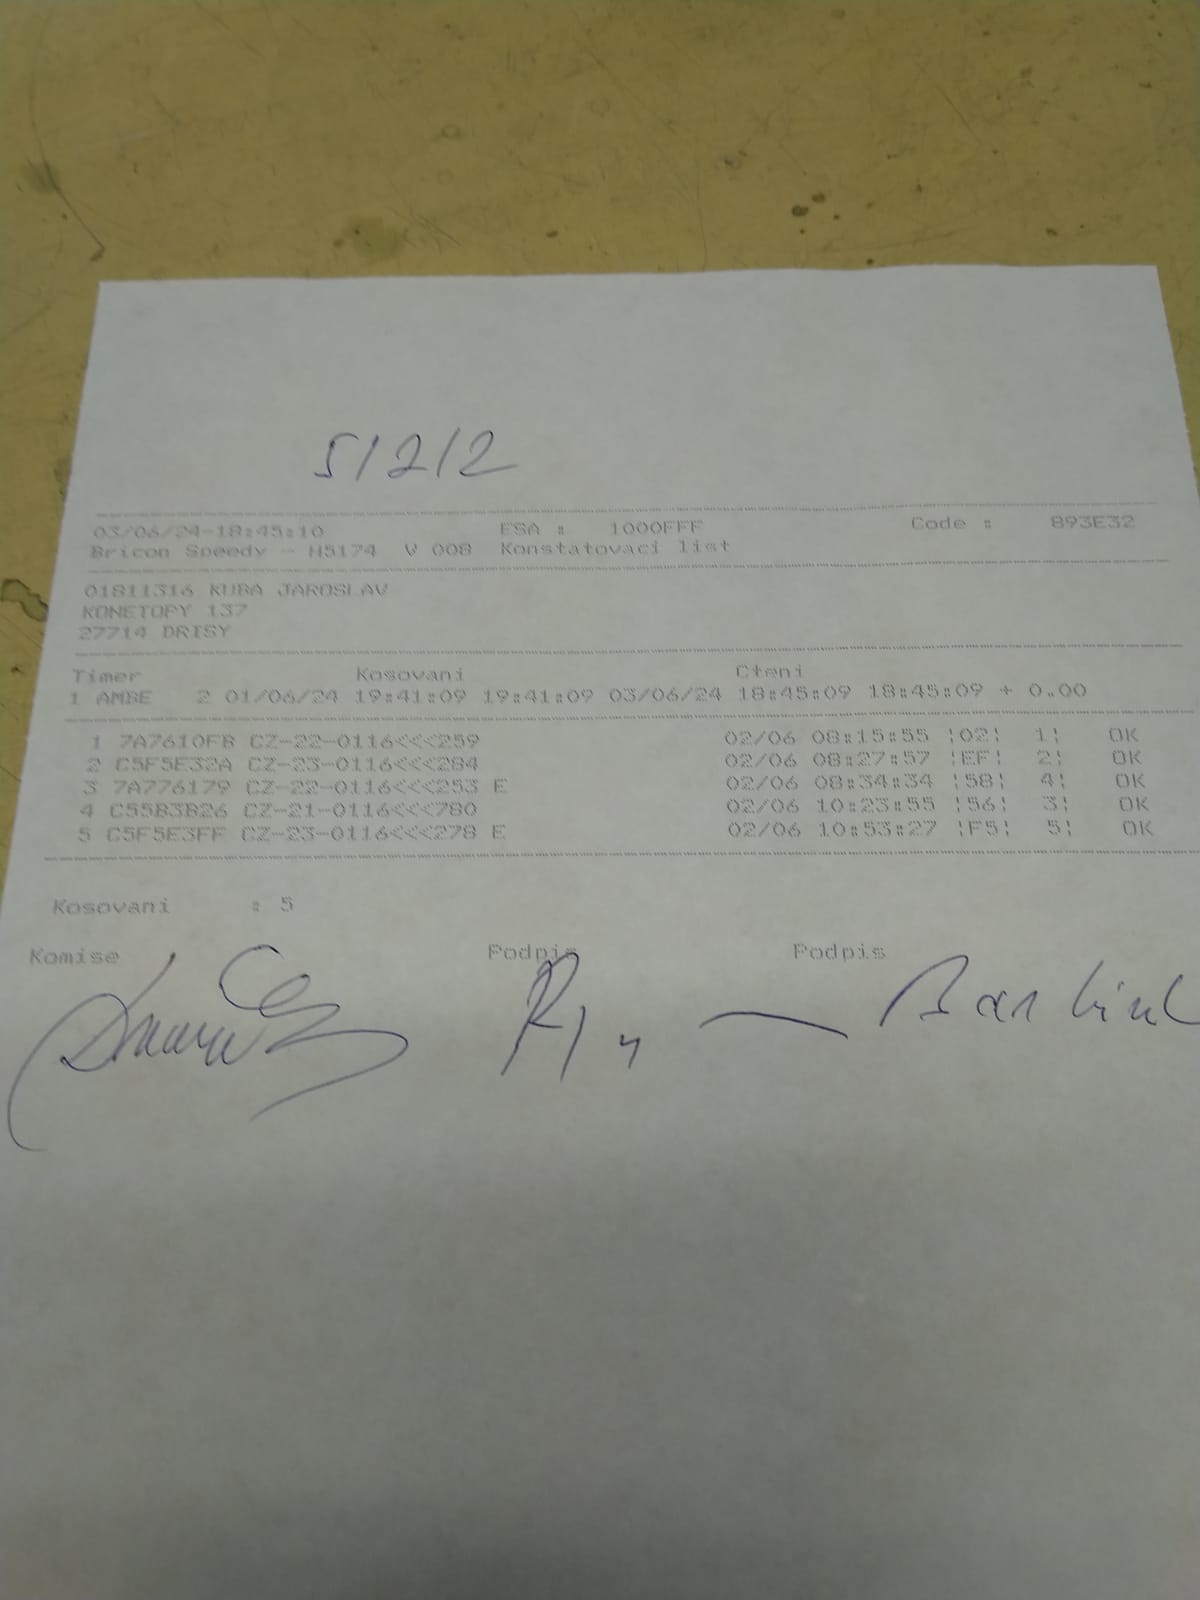 5/2/2
03/06/24-18:45:10 ESA : 1000FFF Code : 893E32
Bricon Speedy - H5174 V 008 Konstatovaci list
01811316 KUBA JAROSLAV
KONETOPY 137
27714 DRISY
Timer Kosovani Cteni
1 AMBE 2 01/06/24 19:41:09 19:41:09 03/06/24 18:45:09 18:45:09 + 0.00
1 7A7610FB CZ-22-0116<<<259 02/06 08:15:55 ¦02¦ 1¦ OK
2 C5F5E32A CZ-23-0116<<<284 02/06 08:27:57 ¦EF¦ 2¦ OK
3 7A776179 CZ-22-0116<<<253 E 02/06 08:34:34 ¦58¦ 4¦ OK
4 C55B3B26 CZ-21-0116<<<780 02/06 10:23:55 ¦56¦ 3¦ OK
5 C5F5E3FF CZ-23-0116<<<278 E 02/06 10:53:27 ¦F5¦ 5¦ OK
Kosovani : 5
Komise Podpis Podpis